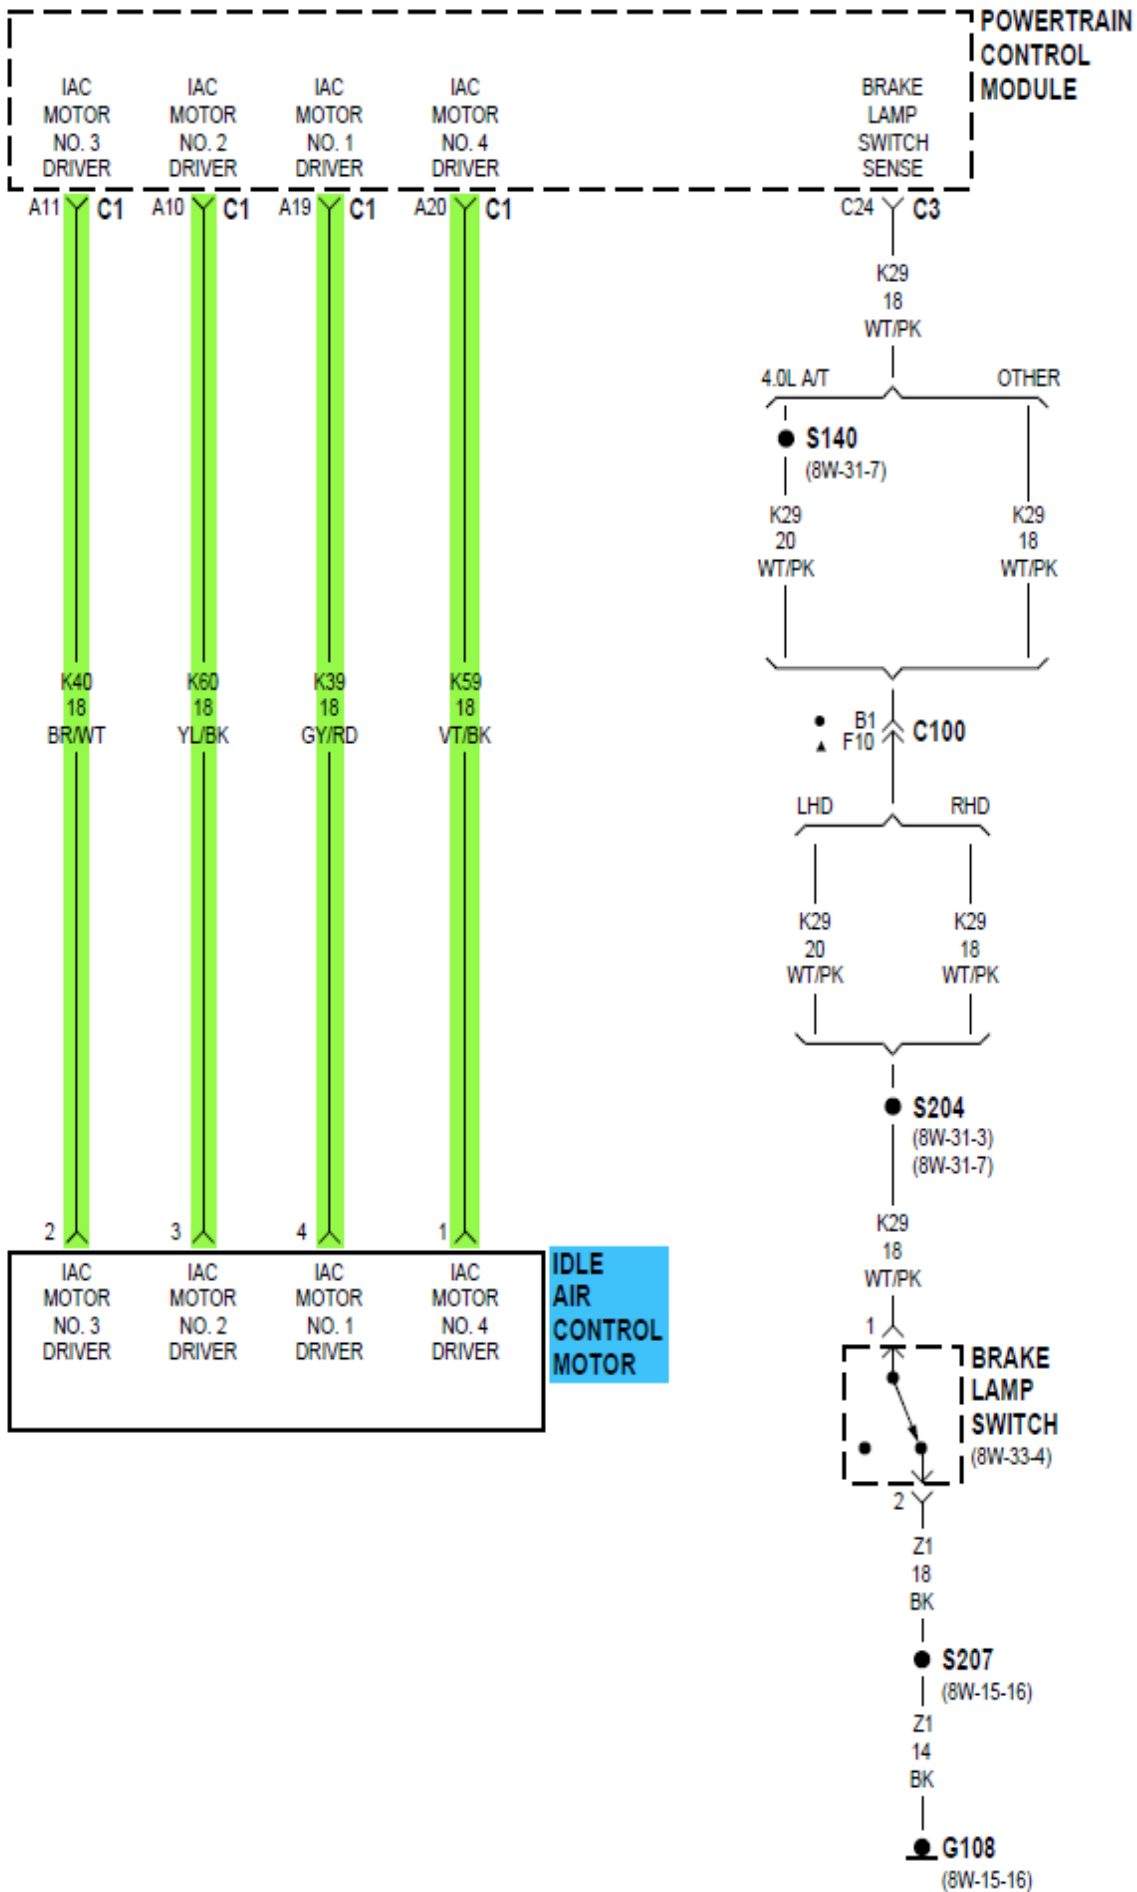 POWERTRAIN
CONTROL
MODULE
IAC
MOTOR
NO. 3
DRIVER
IAC
MOTOR
NO. 2
DRIVER
IAC
MOTOR
NO. 1
DRIVER
IAC
MOTOR
NO. 4
DRIVER
BRAKE
LAMP
SWITCH
SENSE
A11 C1
A10 C1
A19 C1
A20 C1
C24 C3
K29
18
WT/PK
4.0L A/T
OTHER
S140
(8W-31-7)
K29
20
WT/PK
K29
18
WT/PK
K40
18
BR/WT
K60
18
YL/BK
K39
18
GY/RD
K59
18
VT/BK
B1
F10
C100
LHD
RHD
K29
20
WT/PK
K29
18
WT/PK
S204
(8W-31-3)
(8W-31-7)
K29
18
WT/PK
2
3
4
1
IAC
MOTOR
NO. 3
DRIVER
IAC
MOTOR
NO. 2
DRIVER
IAC
MOTOR
NO. 1
DRIVER
IAC
MOTOR
NO. 4
DRIVER
IDLE
AIR
CONTROL
MOTOR
1
BRAKE
LAMP
SWITCH
(8W-33-4)
2
Z1
18
BK
S207
(8W-15-16)
Z1
14
BK
G108
(8W-15-16)